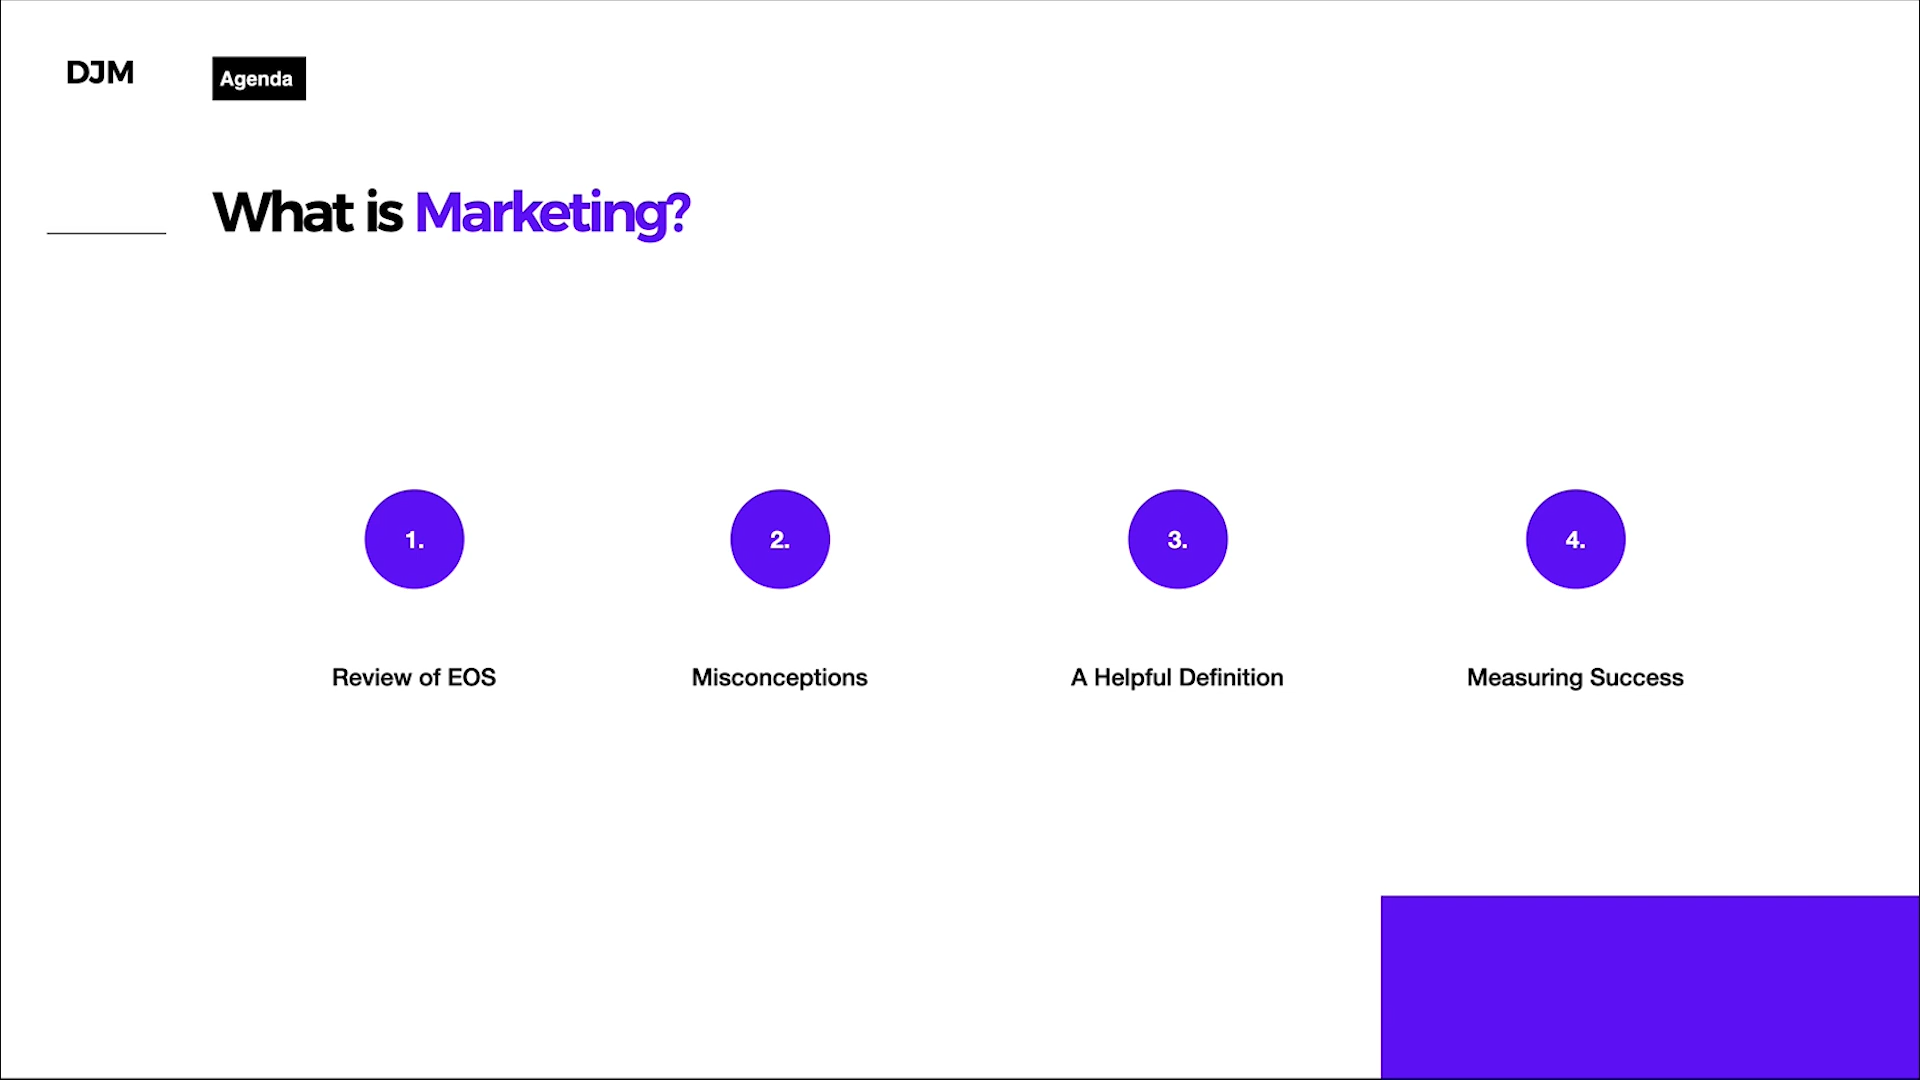 DJM
Agenda
What is Marketing?
1.
2.
3.
4.
Review of EOS
Misconceptions
A Helpful Definition
Measuring Success